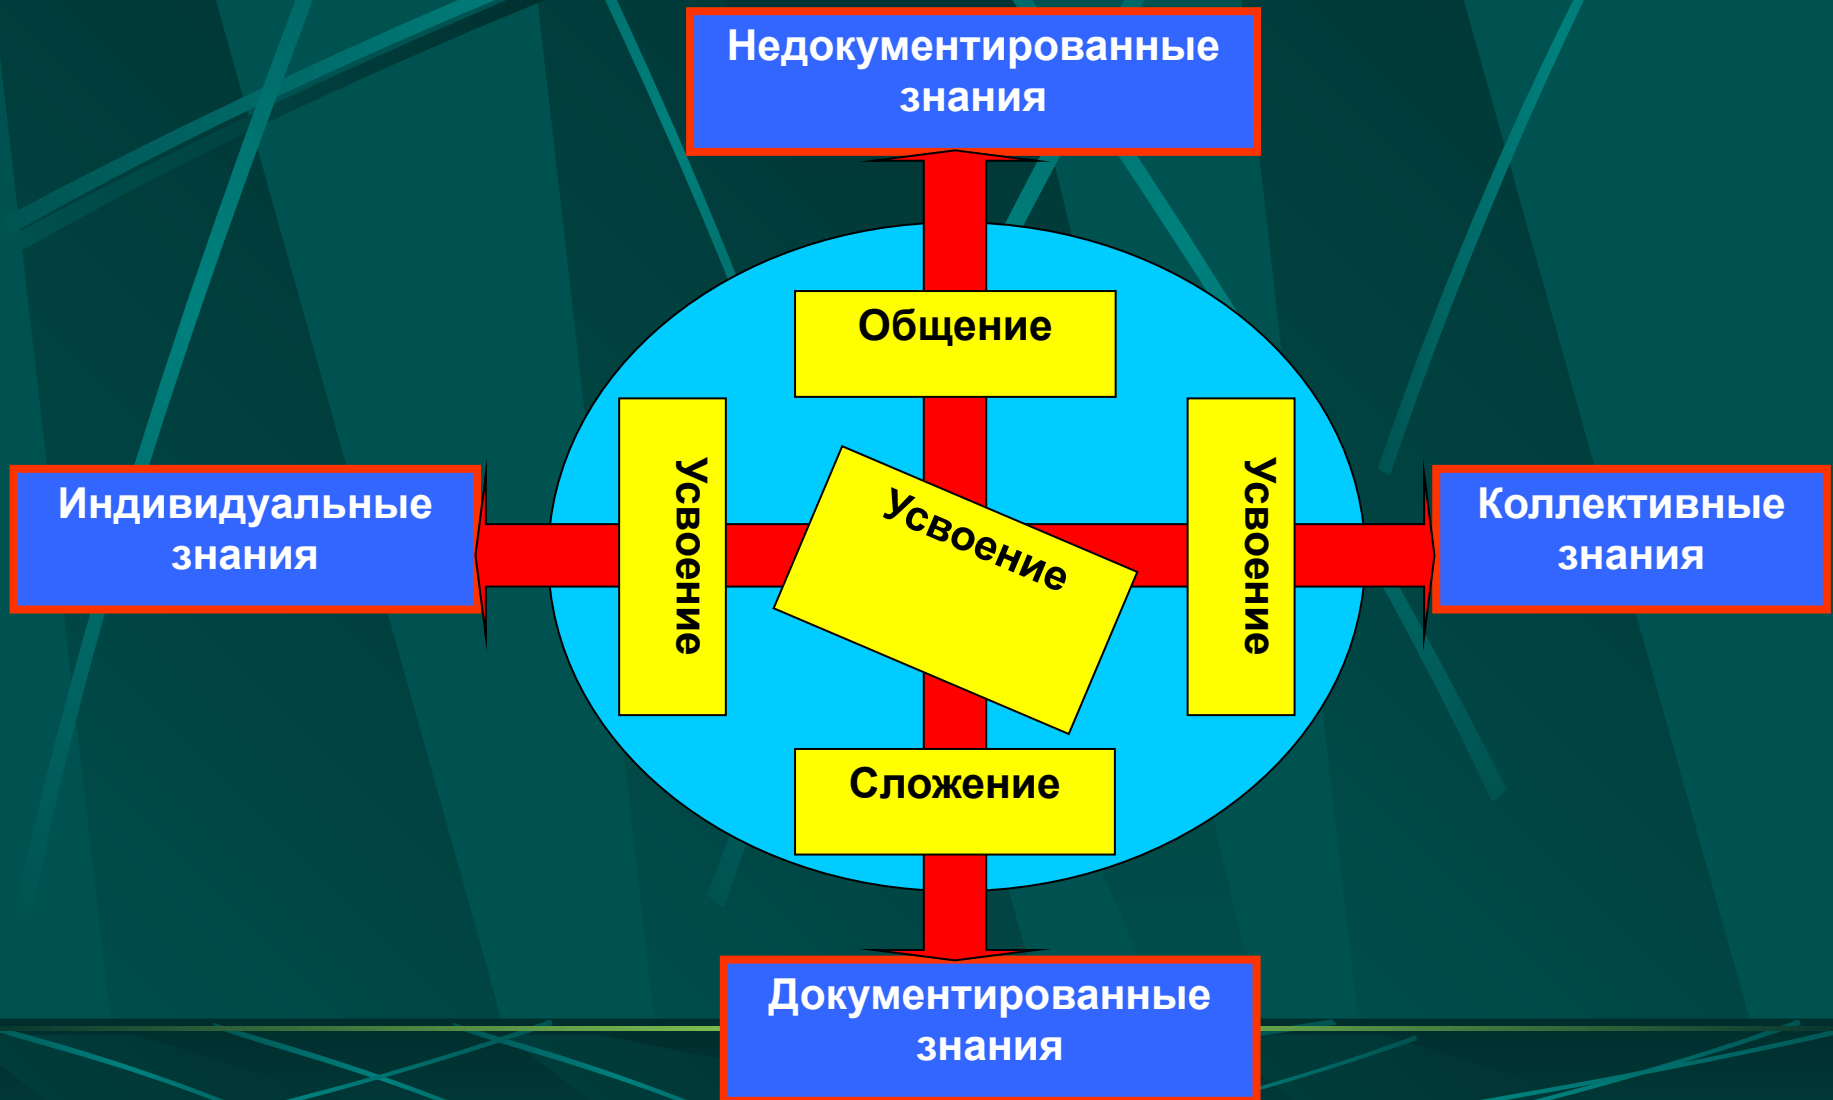 Недокументированные
знания
Общение
Усвоение
Усвоение
Усвоение
Индивидуальные
знания
Коллективные
знания
Сложение
Документированные
знания